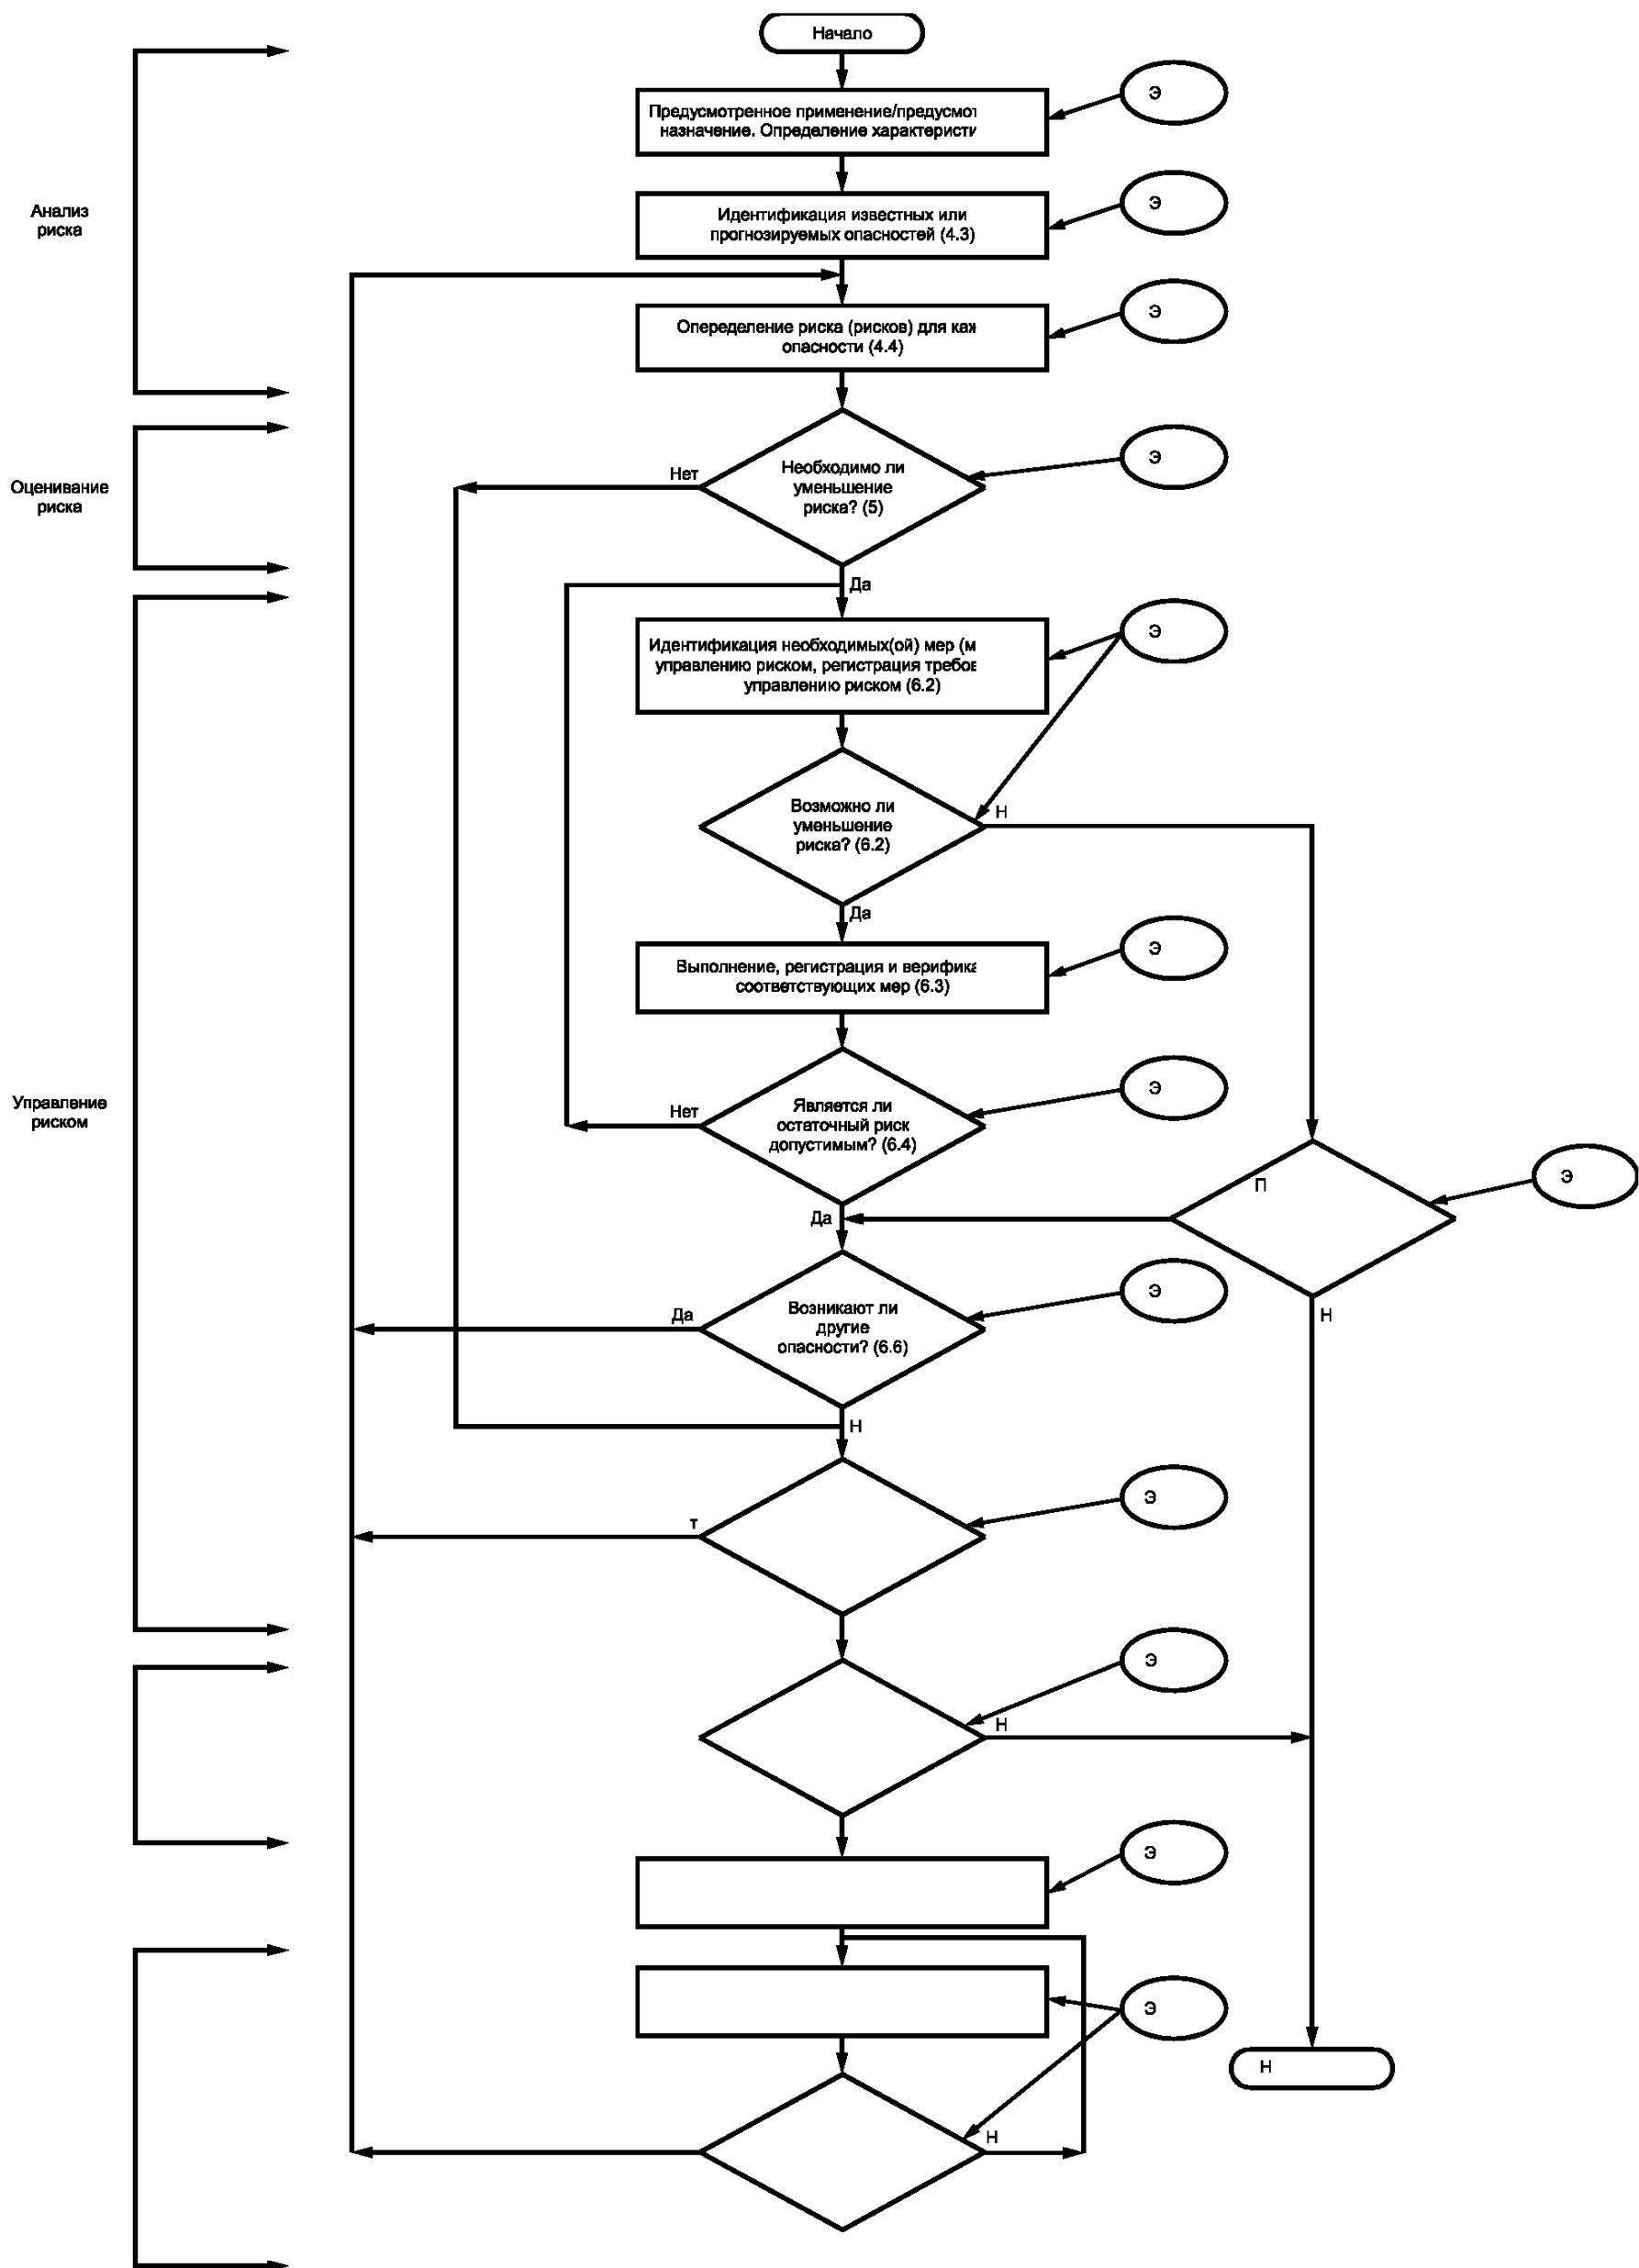 Начало
Э
Предусмотренное применение/предусмот
назначение. Определение характеристи
Э
Анализ
риска
Идентификация известных или
прогнозируемых опасностей (4.3)
Э
Опеределение риска (рисков) для каж
опасности (4.4)
Э
Оценивание
риска
Нет
Необходимо ли
уменьшение
риска? (5)
Да
Э
Идентификация необходимых(ой) мер (м
управлению риском, регистрация требов
управлению риском (6.2)
Возможно ли
уменьшение
риска? (6.2)
Н
Да
Э
Выполнение, регистрация и верифика
соответствующих мер (6.3)
Э
Управление
риском
Нет
Является ли
остаточный риск
допустимым? (6.4)
Э
П
Да
Э
Да
Возникают ли
другие
опасности? (6.6)
Н
Н
Э
т
Э
Н
Э
Э
Н
Н